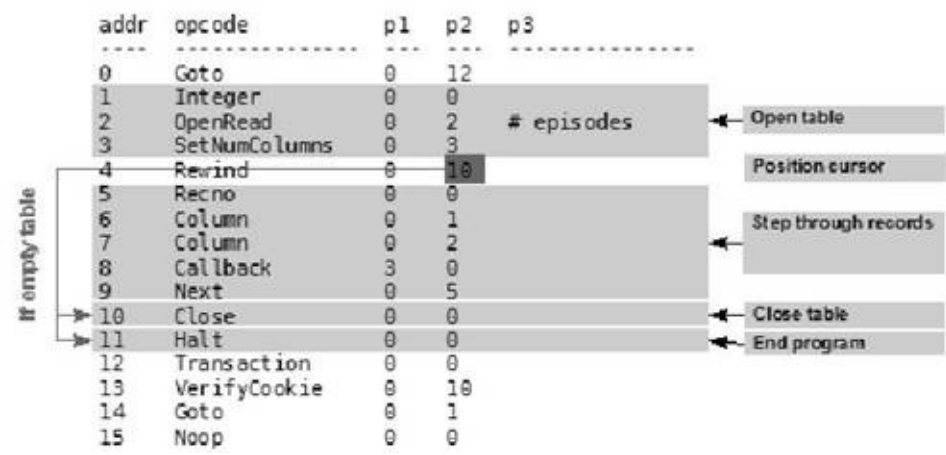 addr opcode p1 p2 p3
---- --------------- --- --- ---------------
0 Goto 0 12
1 Integer 0 0
2 OpenRead 0 2 # episodes
3 SetNumColumns 0 3
4 Rewind 0 10
5 Recno 0 0
6 Column 0 1
7 Column 0 2
8 Callback 3 0
9 Next 0 5
10 Close 0 0
11 Halt 0 0
12 Transaction 0 0
13 VerifyCookie 0 10
14 Goto 0 1
15 Noop 0 0
If empty table
Open table
Position cursor
Step through records
Close table
End program